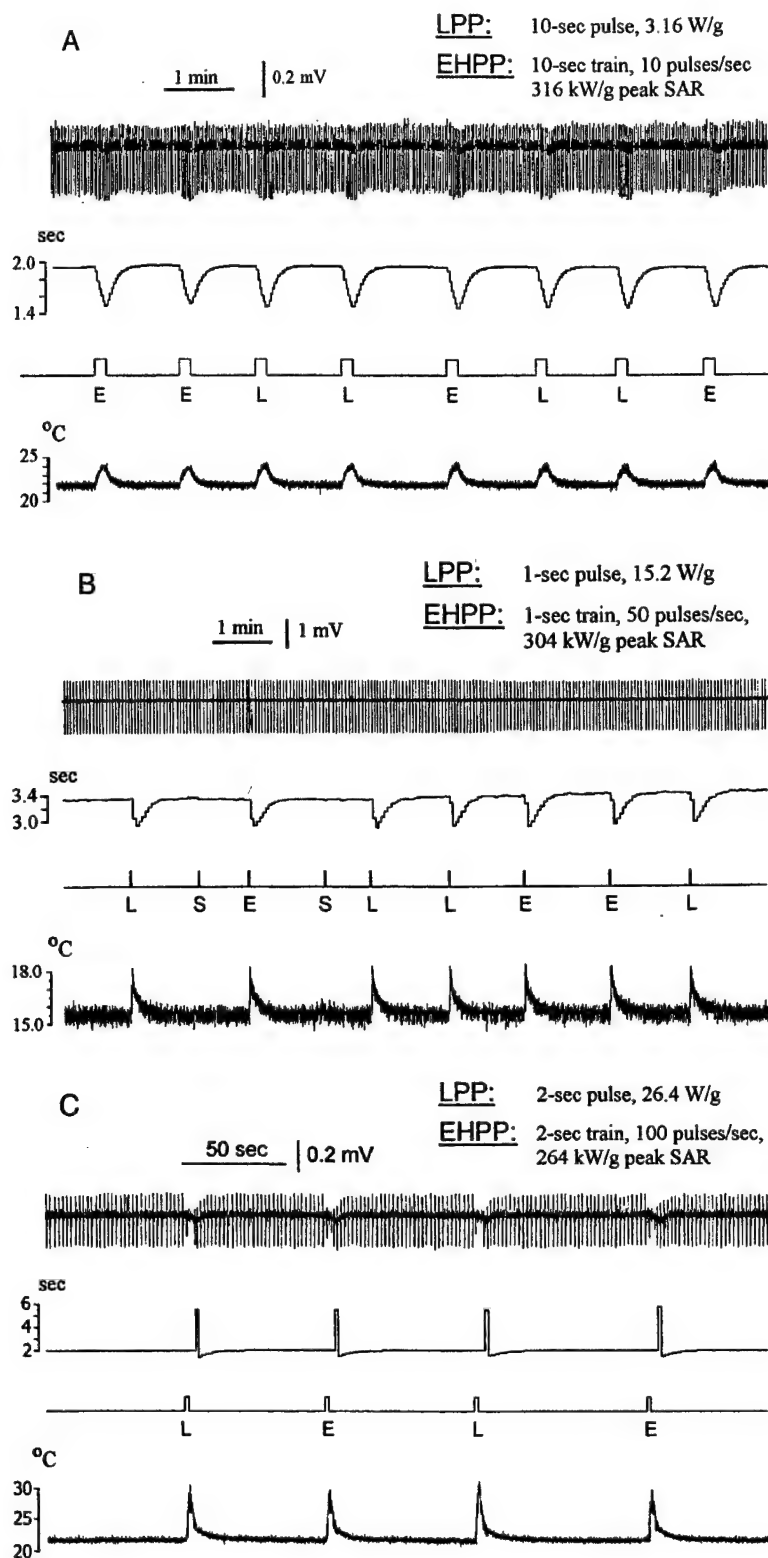 A
LPP: 10-sec pulse, 3.16 W/g
EHPP: 10-sec train, 10 pulses/sec
316 kW/g peak SAR
1 min 0.2 mV
sec
2.0
1.4
E E L L E L L E
°C
25
20
B
LPP: 1-sec pulse, 15.2 W/g
EHPP: 1-sec train, 50 pulses/sec,
304 kW/g peak SAR
1 min 1 mV
sec
3.4
3.0
L S E S L L E E L
°C
18.0
15.0
C
LPP: 2-sec pulse, 26.4 W/g
EHPP: 2-sec train, 100 pulses/sec,
264 kW/g peak SAR
50 sec 0.2 mV
sec
6
4
2
L E L E
°C
30
25
20